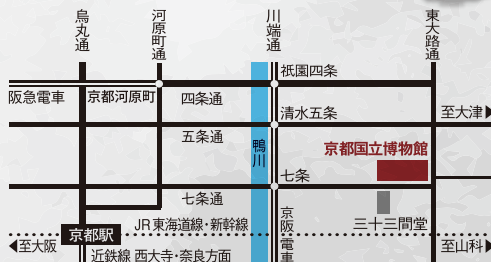 烏丸通
河原町通
川端通
東大路通
祇園四条
阪急電車
京都河原町
四条通
清水五条
至大津▶
五条通
鴨川
京都国立博物館
七条
七条通
京阪電車
三十三間堂
JR東海道線・新幹線
◀至大阪
京都駅
至山科▶
近鉄線 西大寺・奈良方面